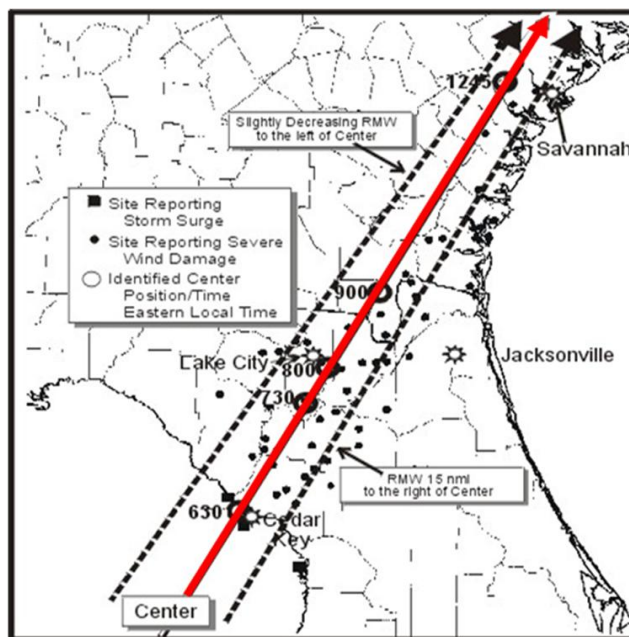 1245
Savannah
Slightly Decreasing RMW
to the left of Center
Site Reporting
Storm Surge
Site Reporting Severe
Wind Damage
Identified Center
Position/Time
Eastern Local Time
900
Lake City
800
Jacksonville
730
RMW 15 nmi
to the right of Center
630
Cedar
Key
Center